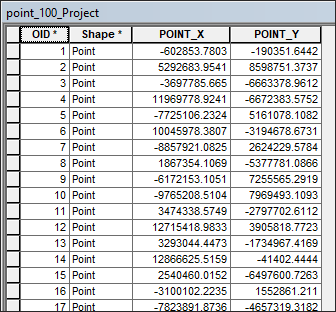 point_100_Project
OID * Shape * POINT_X POINT_Y
1 Point -602853.7803 -190351.6442
2 Point 5292683.9541 8598751.3737
3 Point -3697785.665 -6663378.9612
4 Point 11969778.9241 -6672383.5752
5 Point -7725106.2324 5161078.1082
6 Point 10045978.3807 -3194678.6731
7 Point -8857921.0825 2624229.5784
8 Point 1867354.1069 -5377781.0866
9 Point -6172153.1051 7255565.2919
10 Point -9765208.5104 7969493.1093
11 Point 3474338.5749 -2797702.6112
12 Point 12715418.9833 3905818.7723
13 Point 3293044.4473 -1734967.4169
14 Point 12866625.5159 -41402.4444
15 Point 2540460.0152 -6497600.7263
16 Point -3100102.2235 1552861.211
17 Point -7823891.8736 -4657319.3182